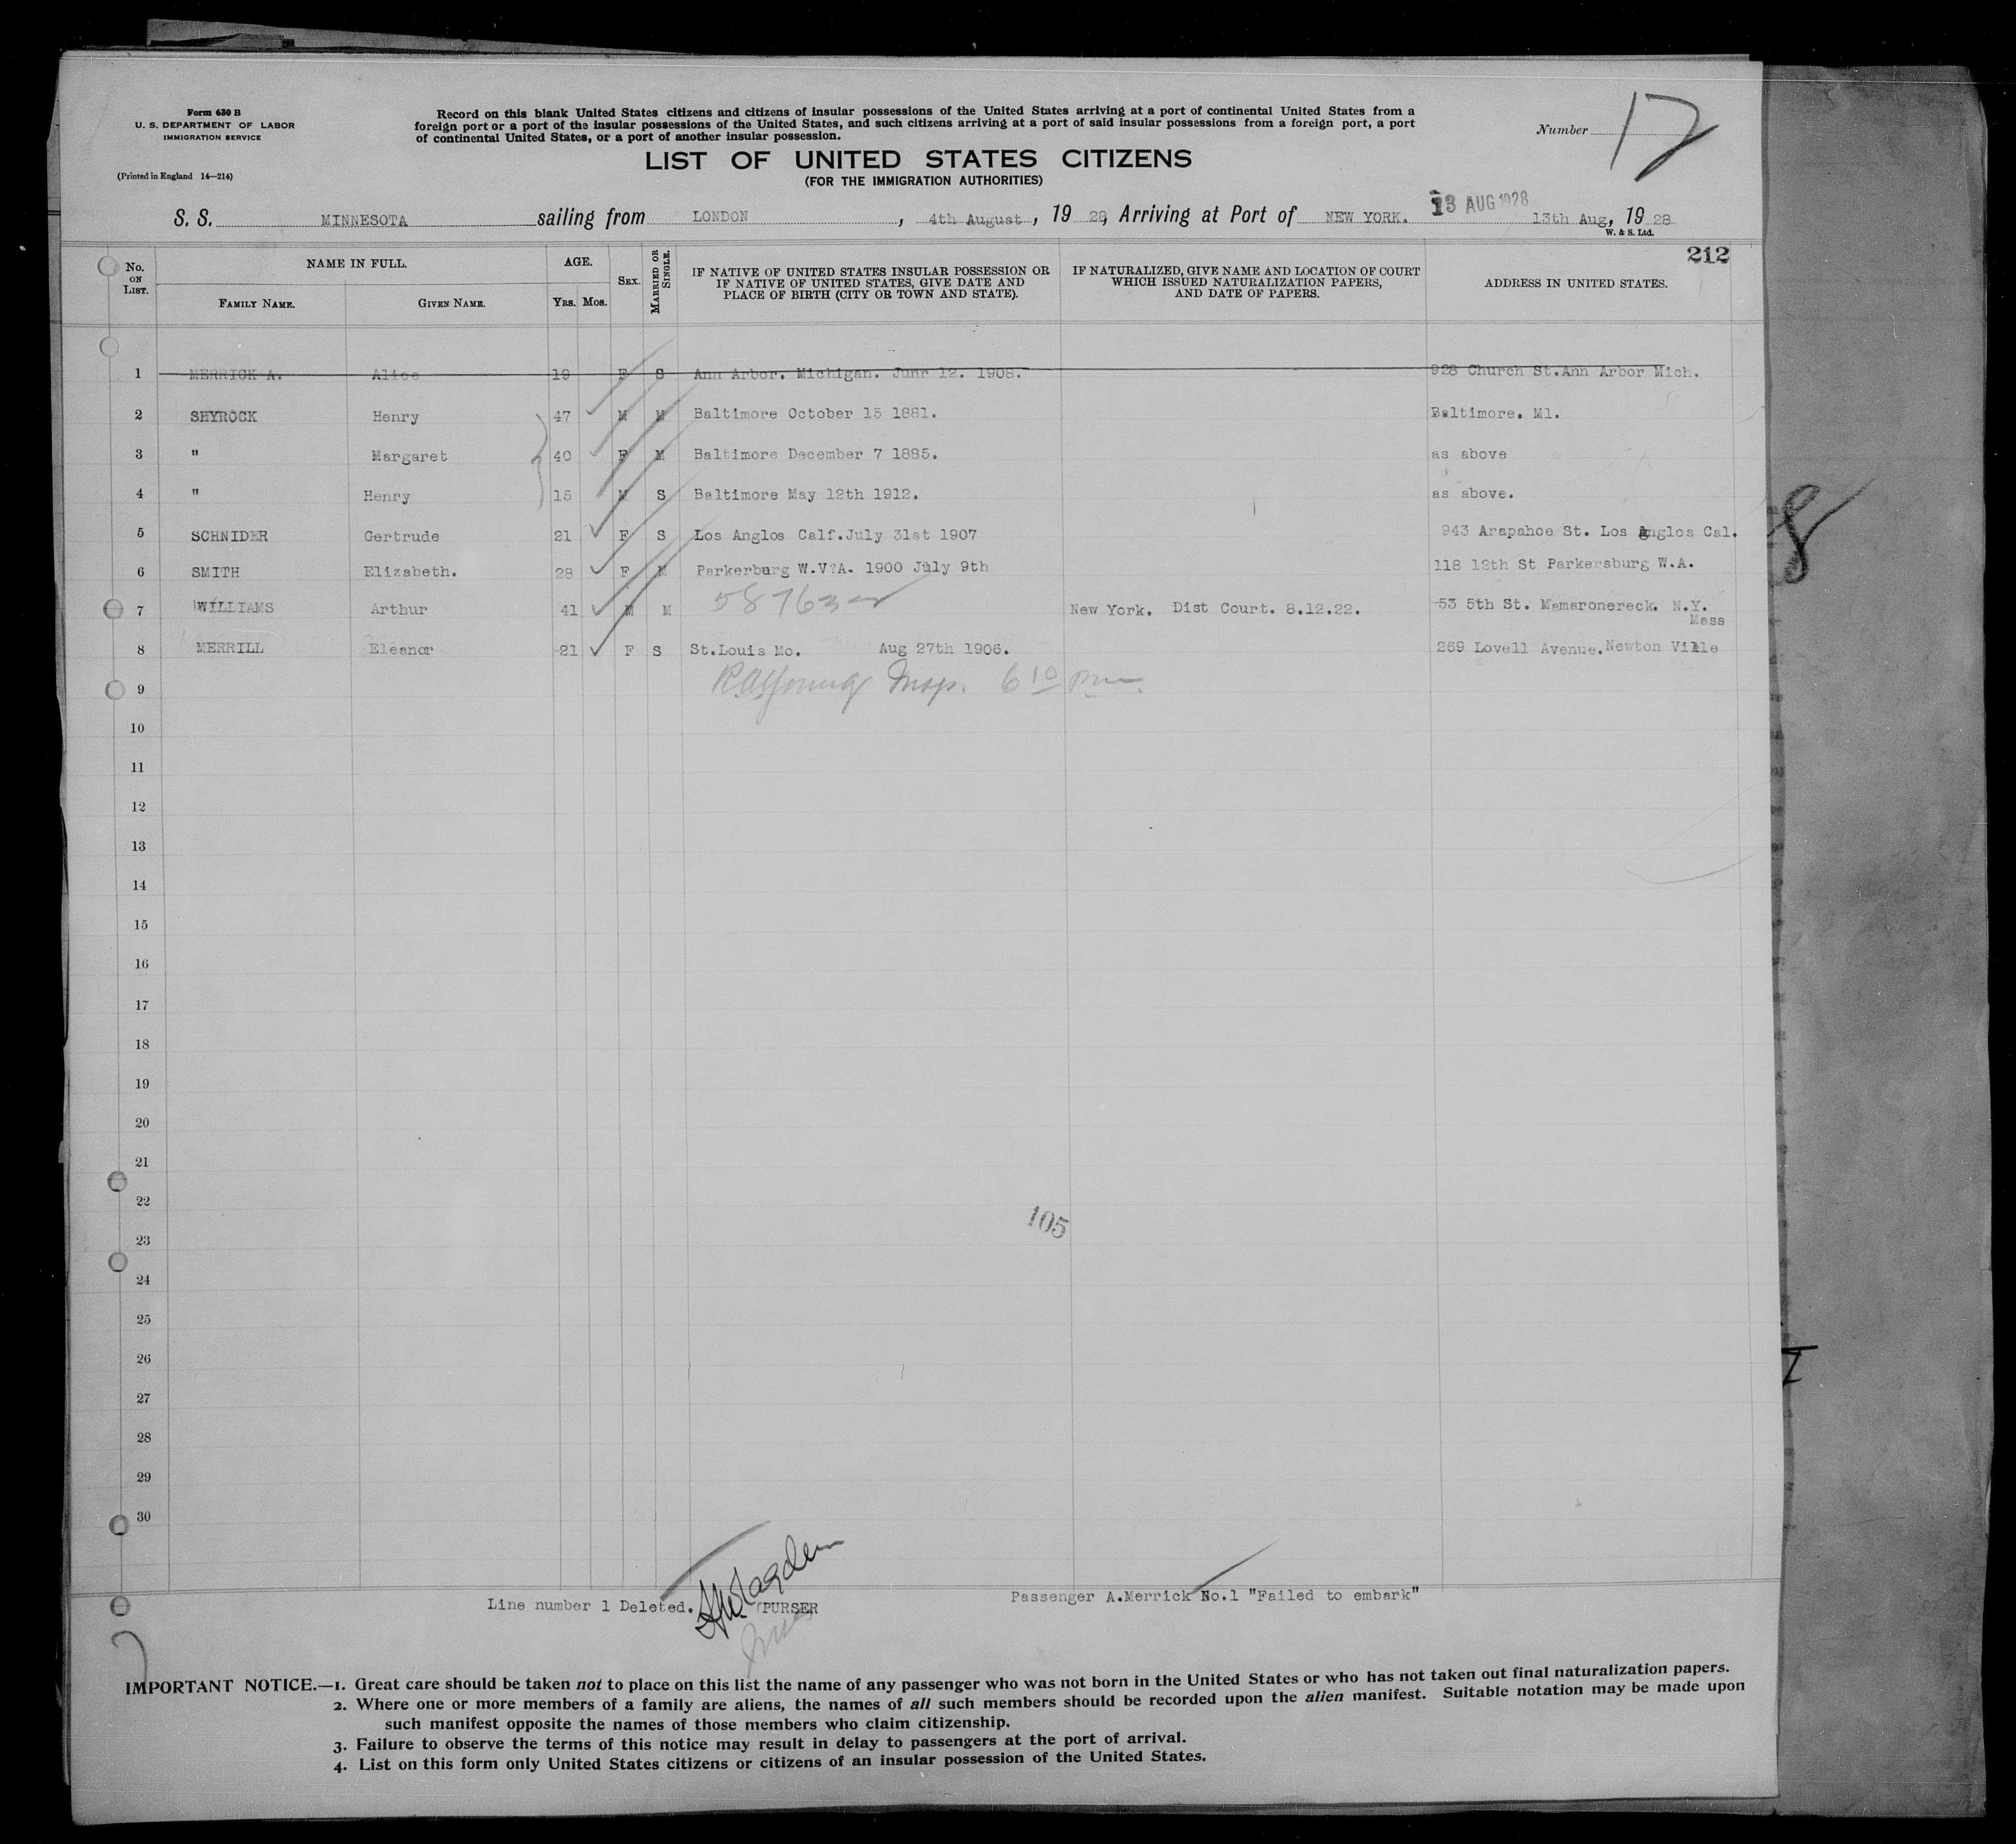 Form 630 B
U. S. DEPARTMENT OF LABOR
IMMIGRATION SERVICE
(Printed in England 14—214)
Record on this blank United States citizens and citizens of insular possessions of the United States arriving at a port of continental United States from a
foreign port or a port of the insular possessions of the United States, and such citizens arriving at a port of said insular possessions from a foreign port, a port
of continental United States, or a port of another insular possession.
Number 17
LIST OF UNITED STATES CITIZENS
(FOR THE IMMIGRATION AUTHORITIES)
S. S. MINNESOTA sailing from LONDON, 4th August, 1928, Arriving at Port of NEW YORK. 13 AUG 1928 13th Aug, 1928
W. & S. Ltd.
212
No. ON LIST. NAME IN FULL. FAMILY NAME. GIVEN NAME. AGE. YRS. MOS. SEX. MARRIED OR SINGLE. IF NATIVE OF UNITED STATES INSULAR POSSESSION OR IF NATIVE OF UNITED STATES, GIVE DATE AND PLACE OF BIRTH (CITY OR TOWN AND STATE). IF NATURALIZED, GIVE NAME AND LOCATION OF COURT WHICH ISSUED NATURALIZATION PAPERS, AND DATE OF PAPERS. ADDRESS IN UNITED STATES.
1 MERRICK A. Alice 19 F S Ann Arbor. Michigan. Junr 12. 1908. 928 Church St.Ann Arbor Mich.
2 SHYROCK Henry 47 M M Baltimore October 15 1881. Baltimore. Ml.
3 " Margaret 40 F M Baltimore December 7 1885. as above
4 " Henry 15 M S Baltimore May 12th 1912. as above.
5 SCHNIDER Gertrude 21 F S Los Anglos Calf.July 31st 1907 943 Arapahoe St. Los Anglos Cal.
6 SMITH Elizabeth. 28 F M Parkerburg W.V?A. 1900 July 9th 118 12th St Parkersburg W.A.
7 WILLIAMS Arthur 41 M M 58763 New York. Dist Court. 8.12.22. 53 5th St. Mamaronereck. N.Y.
Mass
8 MERRILL Eleanor 21 F S St.Louis Mo. Aug 27th 1906. 269 Lovell Avenue.Newton Ville
9 RAYoung Insp. 6 10 pm
10
11
12
13
14
15
16
17
18
19
20
21
22
23
24
25
26
27
28
29
30
105
Line number 1 Deleted. (PURSER
Passenger A.Merrick No.1 "Failed to embark"
IMPORTANT NOTICE.—1. Great care should be taken not to place on this list the name of any passenger who was not born in the United States or who has not taken out final naturalization papers.
2. Where one or more members of a family are aliens, the names of all such members should be recorded upon the alien manifest. Suitable notation may be made upon
such manifest opposite the names of those members who claim citizenship.
3. Failure to observe the terms of this notice may result in delay to passengers at the port of arrival.
4. List on this form only United States citizens or citizens of an insular possession of the United States.
8